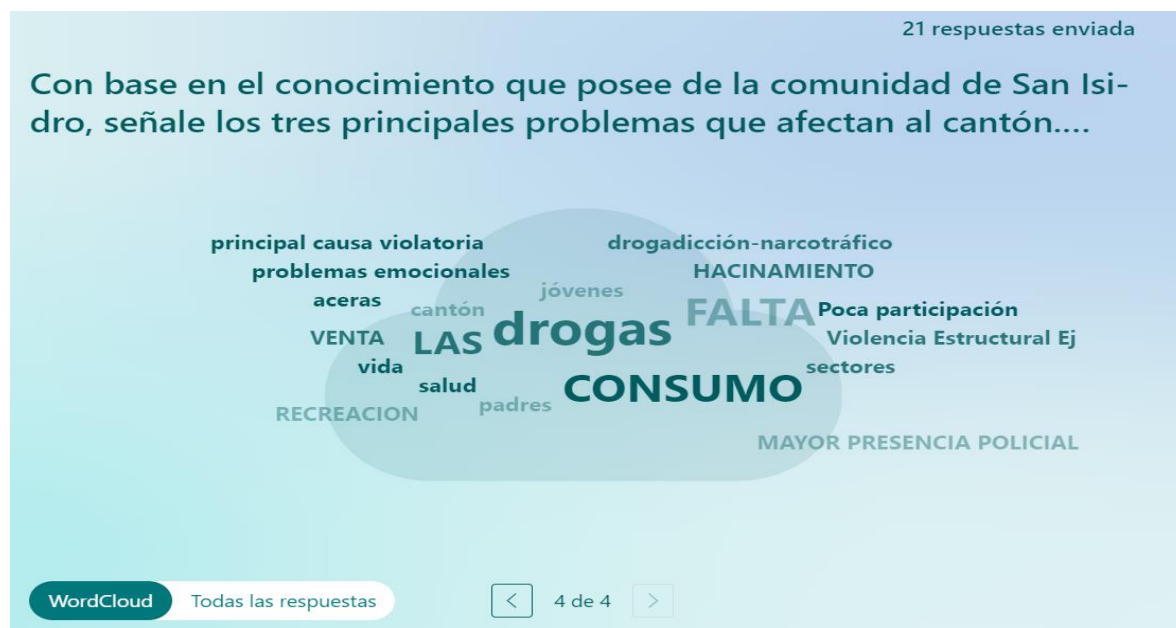 21 respuestas enviada
Con base en el conocimiento que posee de la comunidad de San Isi-
dro, señale los tres principales problemas que afectan al cantón....
principal causa violatoria
drogadicción-narcotráfico
problemas emocionales
HACINAMIENTO
jóvenes
aceras
cantón
FALTA
Poca participación
VENTA
LAS
drogas
Violencia Estructural Ej
vida
sectores
salud
CONSUMO
padres
RECREACION
MAYOR PRESENCIA POLICIAL
WordCloud
Todas las respuestas
4 de 4